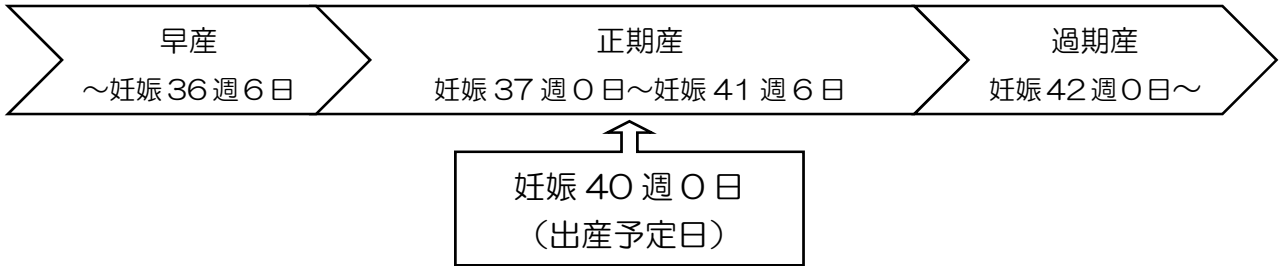 早産
～妊娠36週6日
正期産
妊娠37週0日～妊娠41週6日
過期産
妊娠42週0日～
妊娠40週0日
（出産予定日）